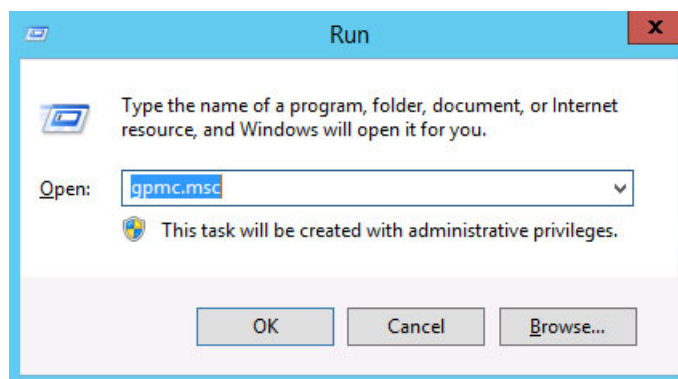 Run
x
Type the name of a program, folder, document, or Internet
resource, and Windows will open it for you.
Open: gpmc.msc
This task will be created with administrative privileges.
OK Cancel Browse...